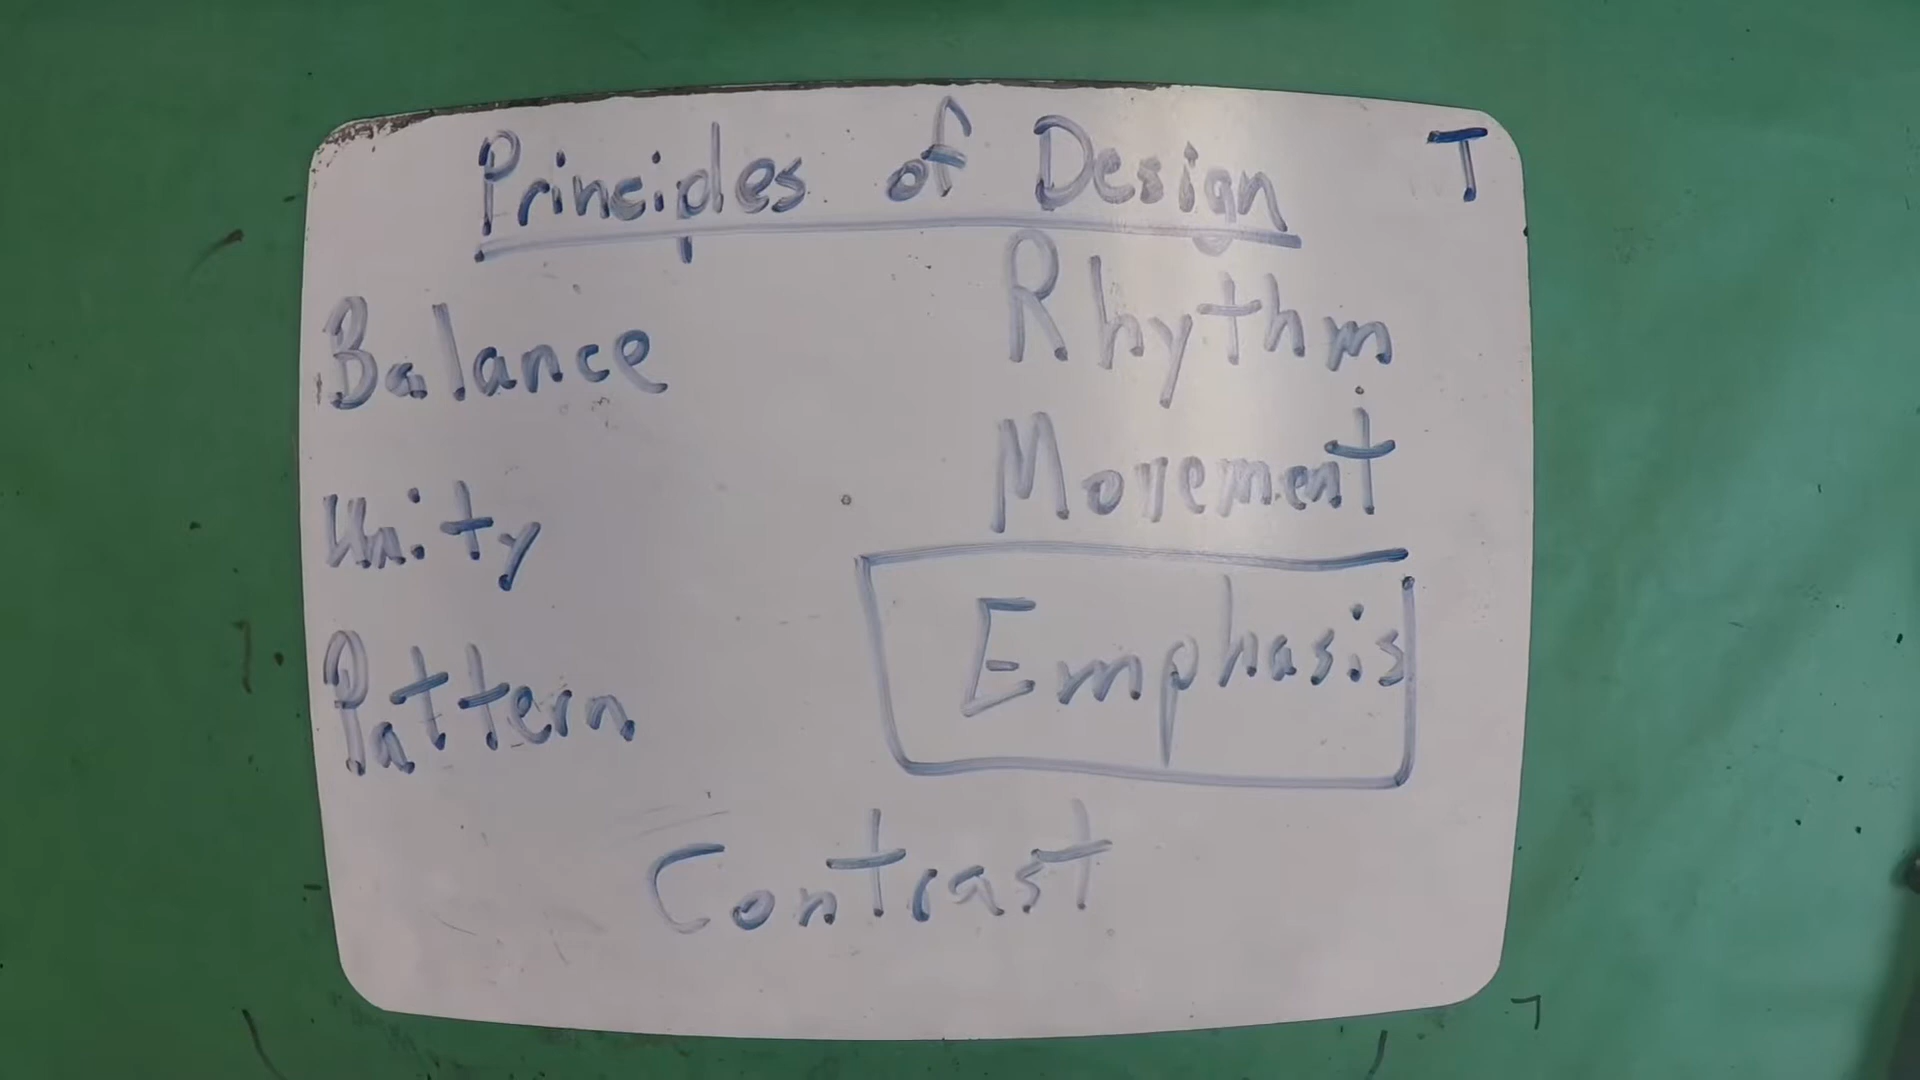 Principles of Design T
Balance
Unity
Pattern
Rhythm
Movement
Emphasis
Contrast